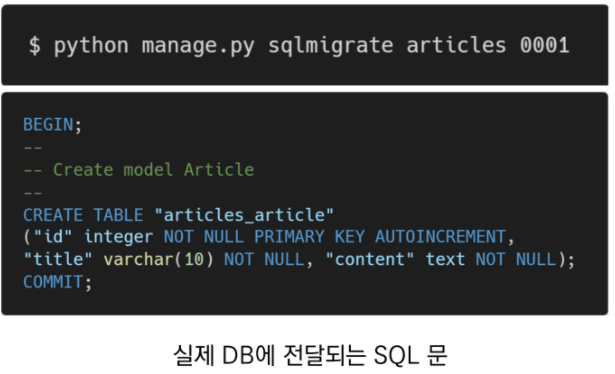 $ python manage.py sqlmigrate articles 0001
BEGIN;
--
-- Create model Article
--
CREATE TABLE "articles_article"
("id" integer NOT NULL PRIMARY KEY AUTOINCREMENT,
"title" varchar(10) NOT NULL, "content" text NOT NULL);
COMMIT;
실제 DB에 전달되는 SQL 문